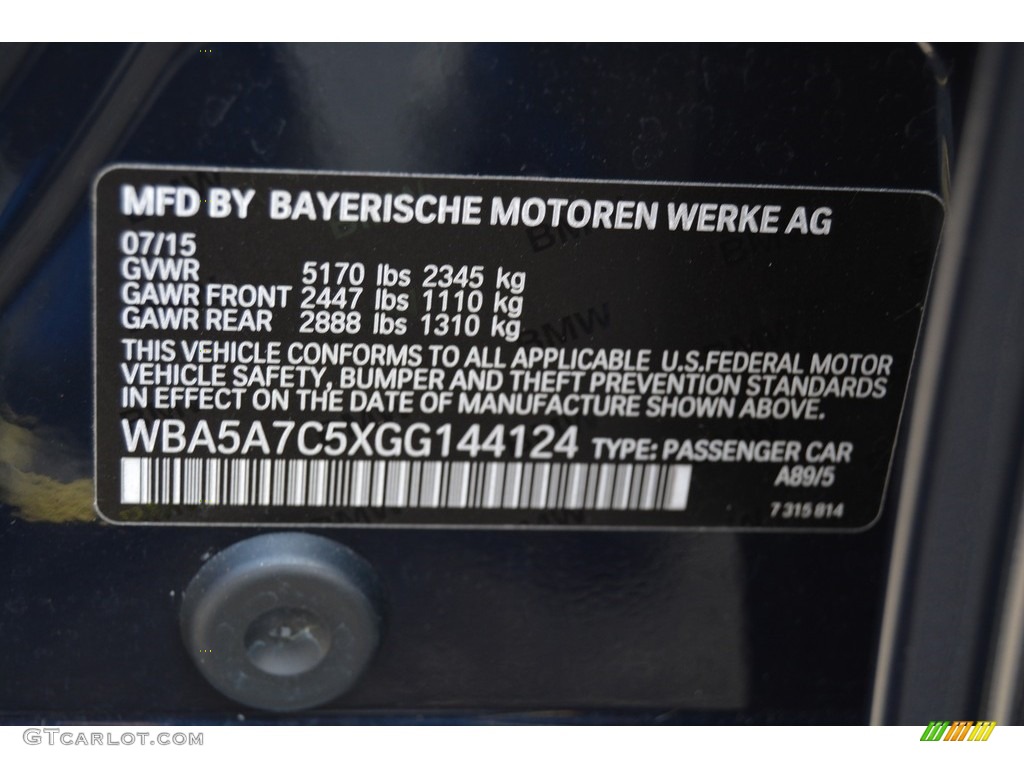 MFD BY BAYERISCHE MOTOREN WERKE AG
07/15
GVWR 5170 lbs 2345 kg
GAWR FRONT 2447 lbs 1110 kg
GAWR REAR 2888 lbs 1310 kg
THIS VEHICLE CONFORMS TO ALL APPLICABLE U.S.FEDERAL MOTOR
VEHICLE SAFETY, BUMPER AND THEFT PREVENTION STANDARDS
IN EFFECT ON THE DATE OF MANUFACTURE SHOWN ABOVE.
WBA5A7C5XGG144124 TYPE: PASSENGER CAR
A89/5
7 315 814
GTCARLOT.COM